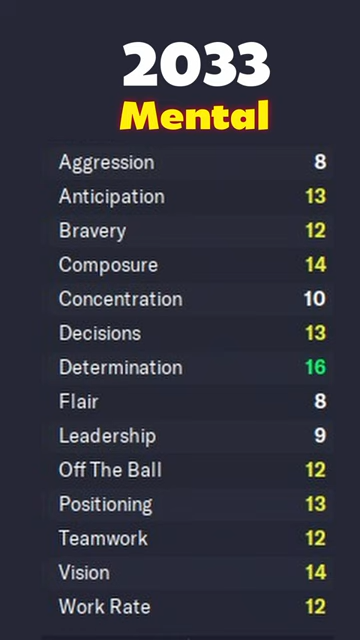 2033
Mental
Aggression 8
Anticipation 13
Bravery 12
Composure 14
Concentration 10
Decisions 13
Determination 16
Flair 8
Leadership 9
Off The Ball 12
Positioning 13
Teamwork 12
Vision 14
Work Rate 12